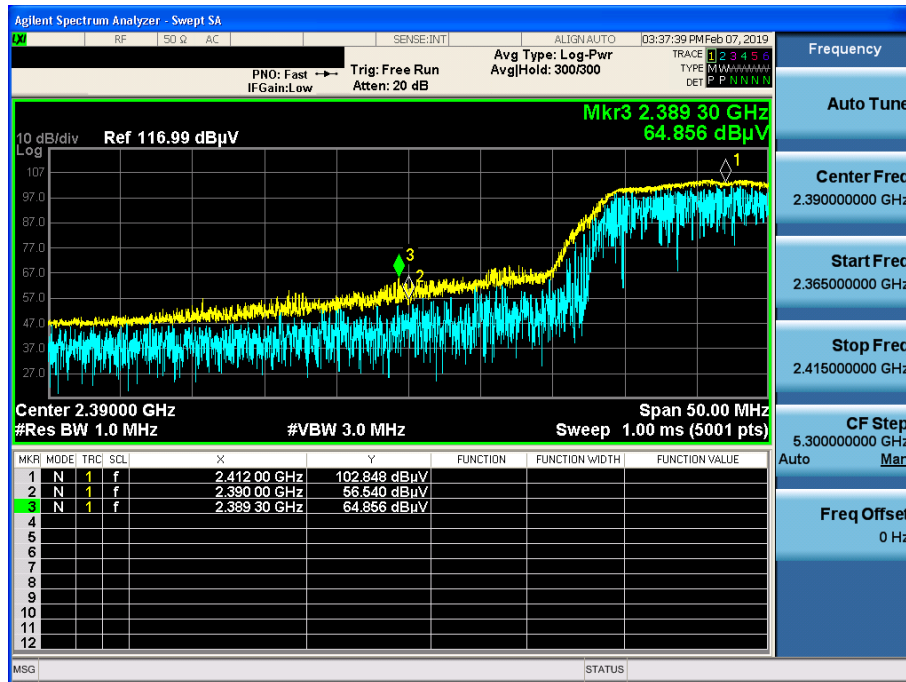 Agilent Spectrum Analyzer - Swept SA
LXI RF 50 Ω AC SENSE:INT ALIGN AUTO 03:37:39 PM Feb 07, 2019
Frequency
Avg Type: Log-Pwr
TRACE 1 2 3 4 5 6
PNO: Fast Trig: Free Run Avg|Hold: 300/300
TYPE M W W W W W
IFGain:Low Atten: 20 dB
DET P P N N N N
Mkr3 2.389 30 GHz
64.856 dBµV
10 dB/div Ref 116.99 dBµV
Log
107
97.0
87.0
77.0
67.0
57.0
47.0
37.0
27.0
1
3
2
Center 2.39000 GHz Span 50.00 MHz
#Res BW 1.0 MHz #VBW 3.0 MHz Sweep 1.00 ms (5001 pts)
MKR MODE TRC SCL X Y FUNCTION FUNCTION WIDTH FUNCTION VALUE
1 N 1 f 2.412 00 GHz 102.848 dBµV
2 N 1 f 2.390 00 GHz 56.540 dBµV
3 N 1 f 2.389 30 GHz 64.856 dBµV
4
5
6
7
8
9
10
11
12
MSG STATUS
Auto Tune
Center Freq
2.390000000 GHz
Start Freq
2.365000000 GHz
Stop Freq
2.415000000 GHz
CF Step
5.300000000 GHz
Auto Man
Freq Offset
0 Hz